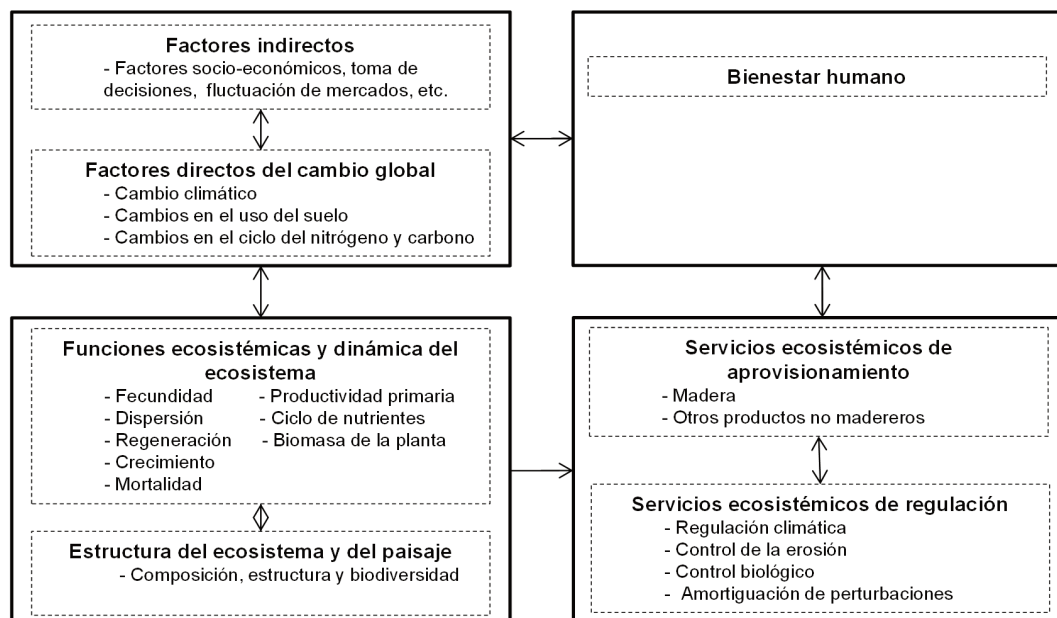 Factores indirectos
- Factores socio-económicos, toma de
decisiones, fluctuación de mercados, etc.
Factores directos del cambio global
- Cambio climático
- Cambios en el uso del suelo
- Cambios en el ciclo del nitrógeno y carbono
Bienestar humano
Funciones ecosistémicas y dinámica del
ecosistema
- Fecundidad
- Dispersión
- Regeneración
- Crecimiento
- Mortalidad
- Productividad primaria
- Ciclo de nutrientes
- Biomasa de la planta
Estructura del ecosistema y del paisaje
- Composición, estructura y biodiversidad
Servicios ecosistémicos de
aprovisionamiento
- Madera
- Otros productos no madereros
Servicios ecosistémicos de regulación
- Regulación climática
- Control de la erosión
- Control biológico
- Amortiguación de perturbaciones